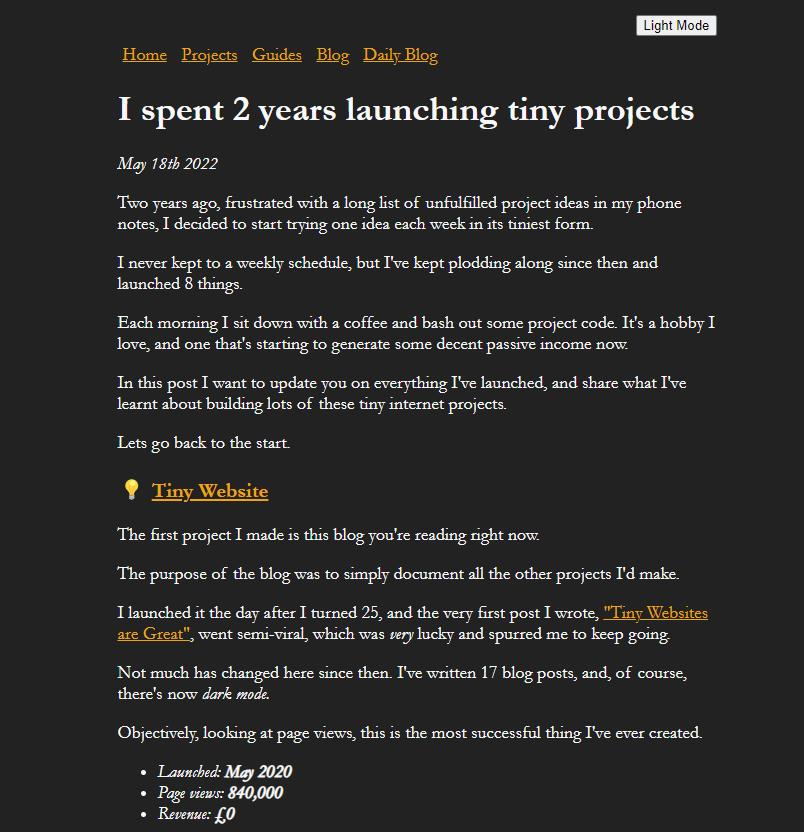 Light Mode
Home Projects Guides Blog Daily Blog
I spent 2 years launching tiny projects
May 18th 2022
Two years ago, frustrated with a long list of unfulfilled project ideas in my phone
notes, I decided to start trying one idea each week in its tiniest form.
I never kept to a weekly schedule, but I've kept plodding along since then and
launched 8 things.
Each morning I sit down with a coffee and bash out some project code. It's a hobby I
love, and one that's starting to generate some decent passive income now.
In this post I want to update you on everything I've launched, and share what I've
learnt about building lots of these tiny internet projects.
Lets go back to the start.
💡 Tiny Website
The first project I made is this blog you're reading right now.
The purpose of the blog was to simply document all the other projects I'd make.
I launched it the day after I turned 25, and the very first post I wrote, "Tiny Websites
are Great", went semi-viral, which was very lucky and spurred me to keep going.
Not much has changed here since then. I've written 17 blog posts, and, of course,
there's now dark mode.
Objectively, looking at page views, this is the most successful thing I've ever created.
• Launched: May 2020
• Page views: 840,000
• Revenue: £0